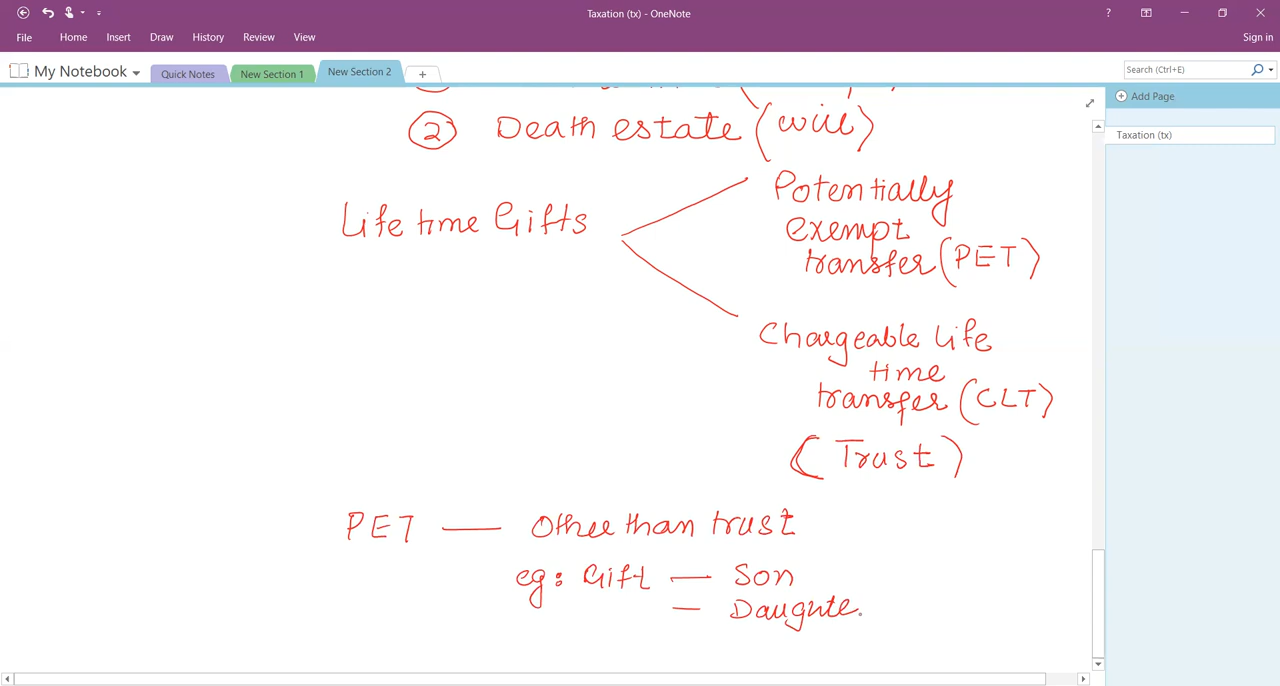 Taxation (tx) - OneNote
File Home Insert Draw History Review View
Sign in
My Notebook Quick Notes New Section 1 New Section 2
Search (Ctrl+E)
Add Page
Taxation (tx)
② Death estate (will)
Life time Gifts
Potentially
exempt
transfer (PET)
Chargeable life
time
transfer (CLT)
(Trust)
PET — Other than trust
eg: Gift — Son
— Daughte